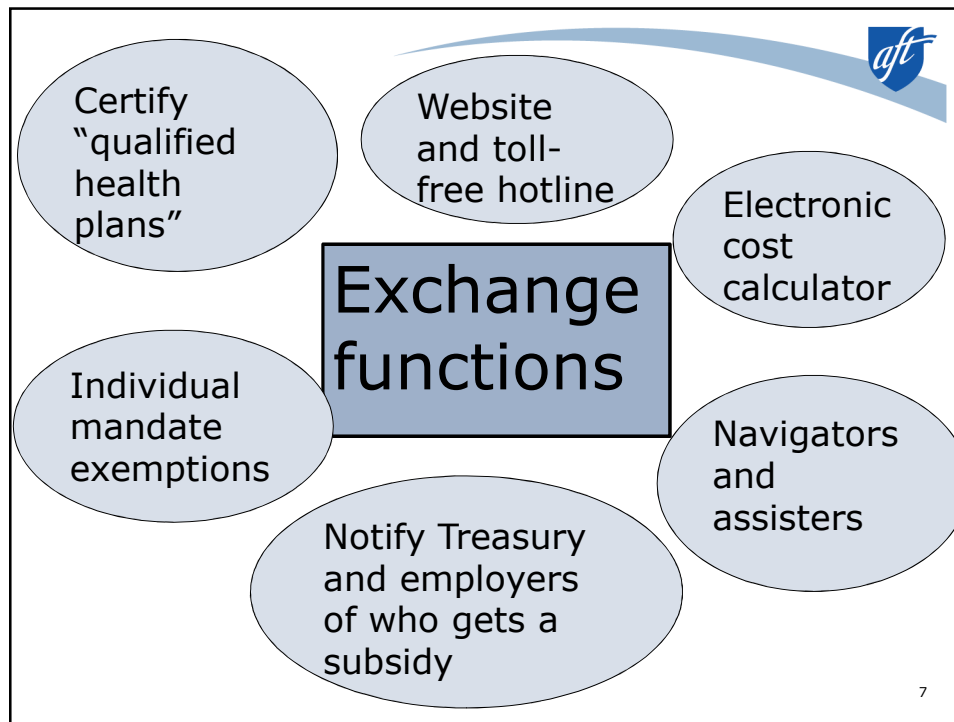 aft
Certify
“qualified
health
plans”
Website
and toll-
free hotline
Electronic
cost
calculator
Exchange
functions
Individual
mandate
exemptions
Navigators
and
assisters
Notify Treasury
and employers
of who gets a
subsidy
7